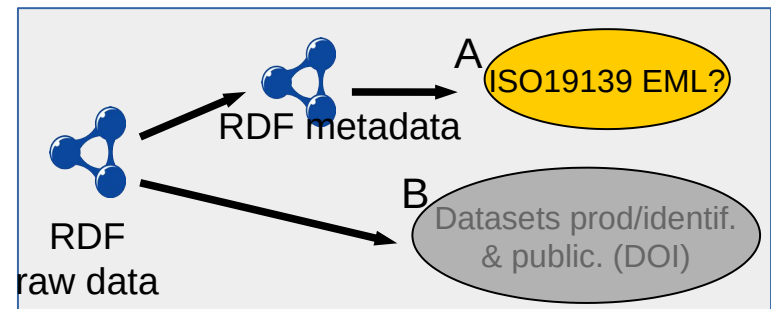 A
ISO19139 EML?
RDF metadata
B
Datasets prod/identif.
& public. (DOI)
RDF
raw data